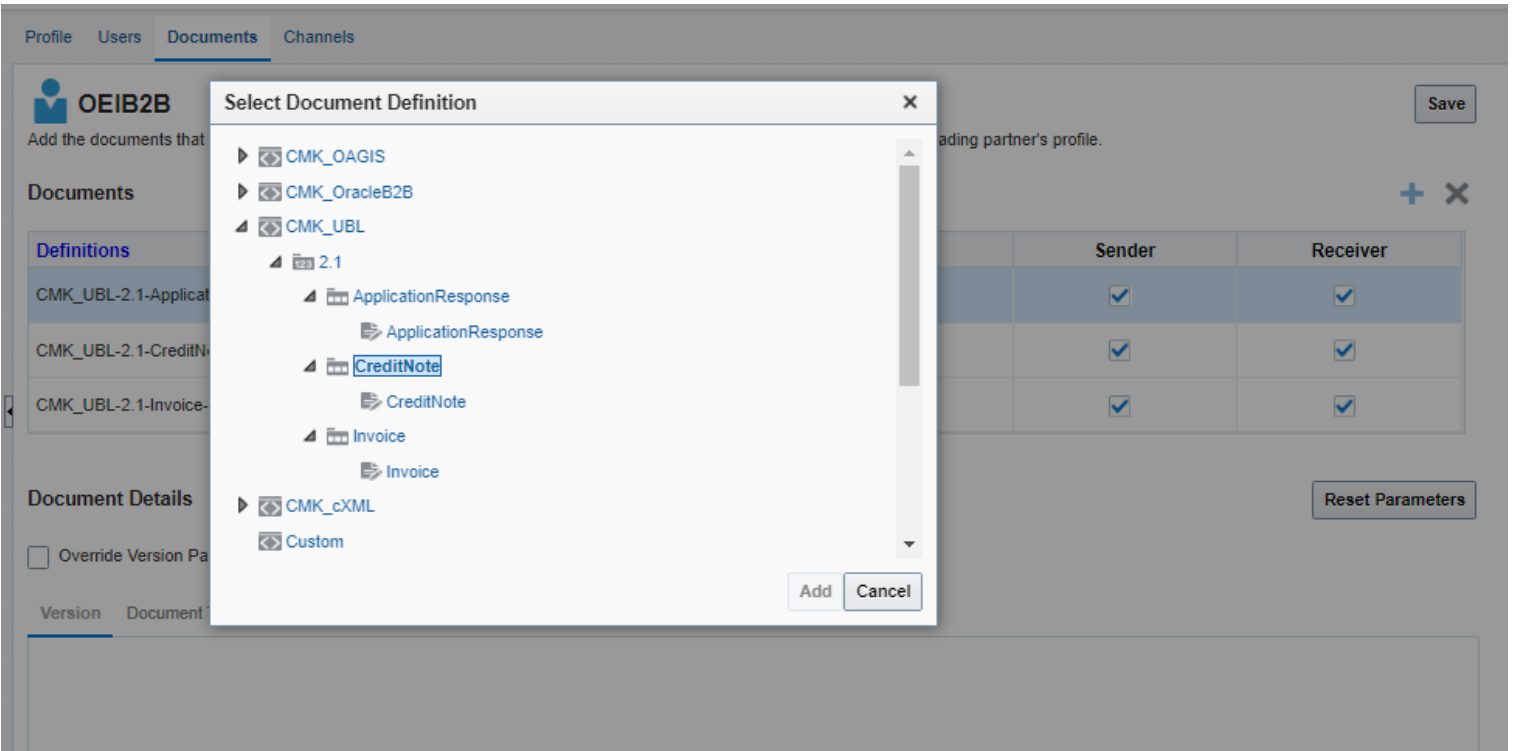 Profile Users Documents Channels
OEIB2B
Save
Add the documents that
ading partner's profile.
Documents
Definitions Sender Receiver
CMK_UBL-2.1-Applicat
CMK_UBL-2.1-CreditN
CMK_UBL-2.1-Invoice-
Document Details
Reset Parameters
Override Version Pa
Version Document
Select Document Definition
CMK_OAGIS
CMK_OracleB2B
CMK_UBL
123 2.1
ApplicationResponse
ApplicationResponse
CreditNote
CreditNote
Invoice
Invoice
CMK_cXML
Custom
Add Cancel